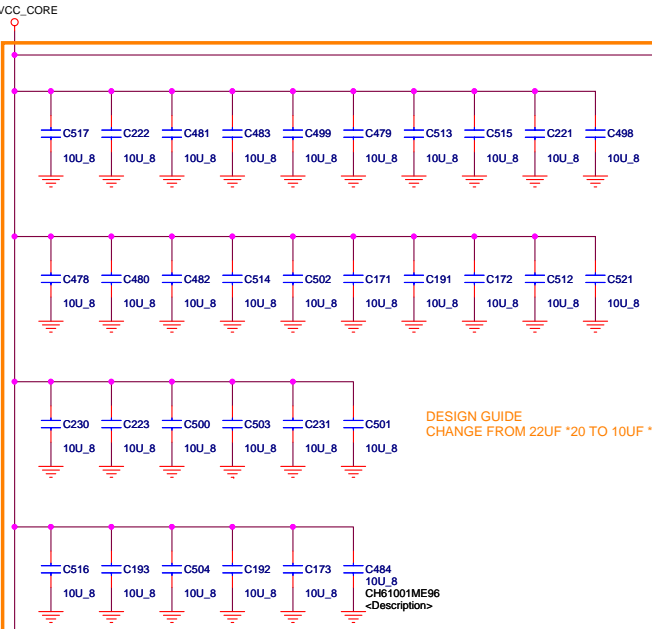 VCC_CORE
C517 C222 C481 C483 C499 C479 C513 C515 C221 C498
10U_8 10U_8 10U_8 10U_8 10U_8 10U_8 10U_8 10U_8 10U_8 10U_8
C478 C480 C482 C514 C502 C171 C191 C172 C512 C521
10U_8 10U_8 10U_8 10U_8 10U_8 10U_8 10U_8 10U_8 10U_8 10U_8
C230 C223 C500 C503 C231 C501
10U_8 10U_8 10U_8 10U_8 10U_8 10U_8
DESIGN GUIDE
CHANGE FROM 22UF *20 TO 10UF *
C516 C193 C504 C192 C173 C484
10U_8 10U_8 10U_8 10U_8 10U_8 10U_8
CH61001ME96
<Description>